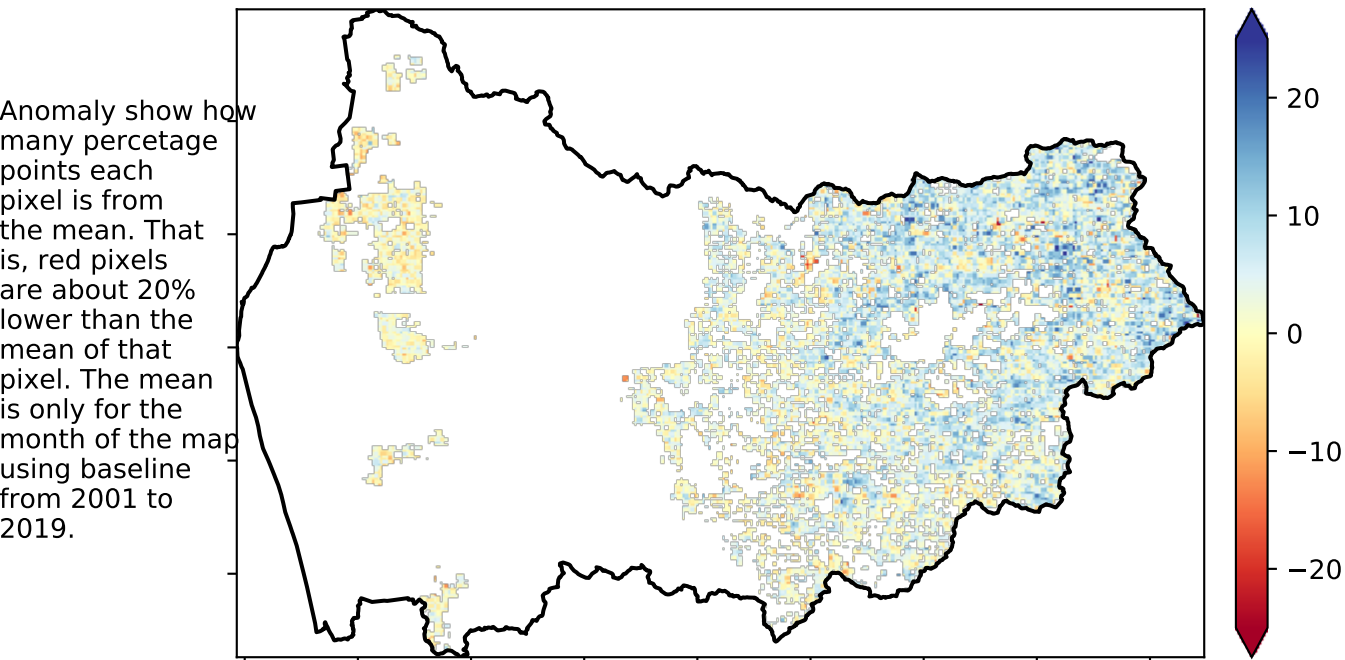 Anomaly show how
many percetage
points each
pixel is from
the mean. That
is, red pixels
are about 20%
lower than the
mean of that
pixel. The mean
is only for the
month of the map
using baseline
from 2001 to
2019.
20
10
0
−10
−20